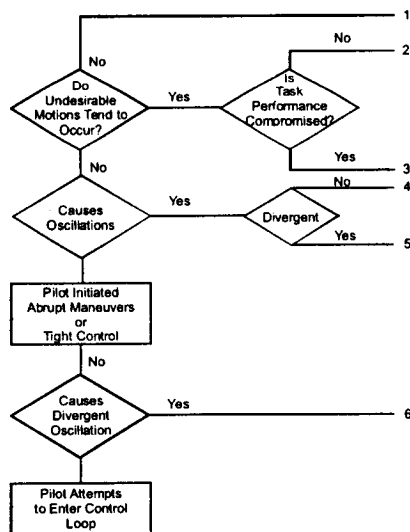 1
No
2
No
Do
Undesirable
Motions Tend to
Occur?
Yes
Is
Task
Performance
Compromised?
Yes
3
No
No
4
Causes
Oscillations
Yes
Divergent
Yes
5
Pilot Initiated
Abrupt Maneuvers
or
Tight Control
No
Causes
Divergent
Oscillation
Yes
6
Pilot Attempts
to Enter Control
Loop